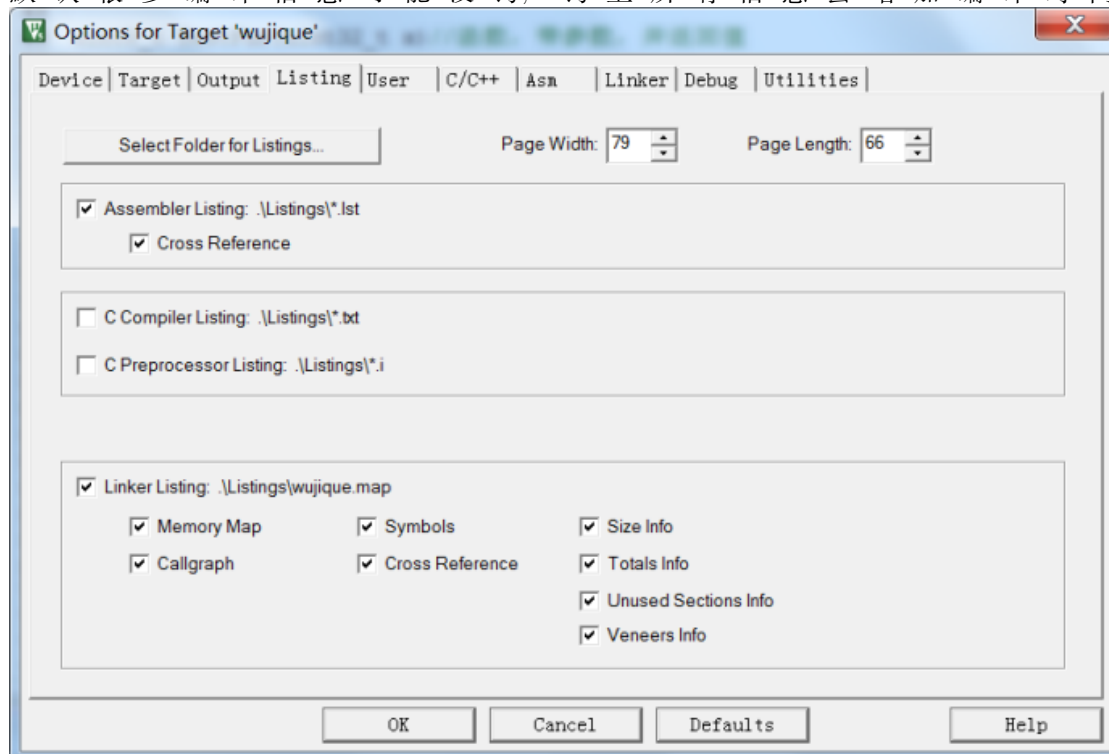 Options for Target 'wujique'
Device Target Output Listing User C/C++ Asm Linker Debug Utilities
Select Folder for Listings... Page Width: 79 Page Length: 66
Assembler Listing: .\Listings\*.lst
Cross Reference
C Compiler Listing: .\Listings\*.txt
C Preprocessor Listing: .\Listings\*.i
Linker Listing: .\Listings\wujique.map
Memory Map Symbols Size Info
Callgraph Cross Reference Totals Info
Unused Sections Info
Veneers Info
OK Cancel Defaults Help